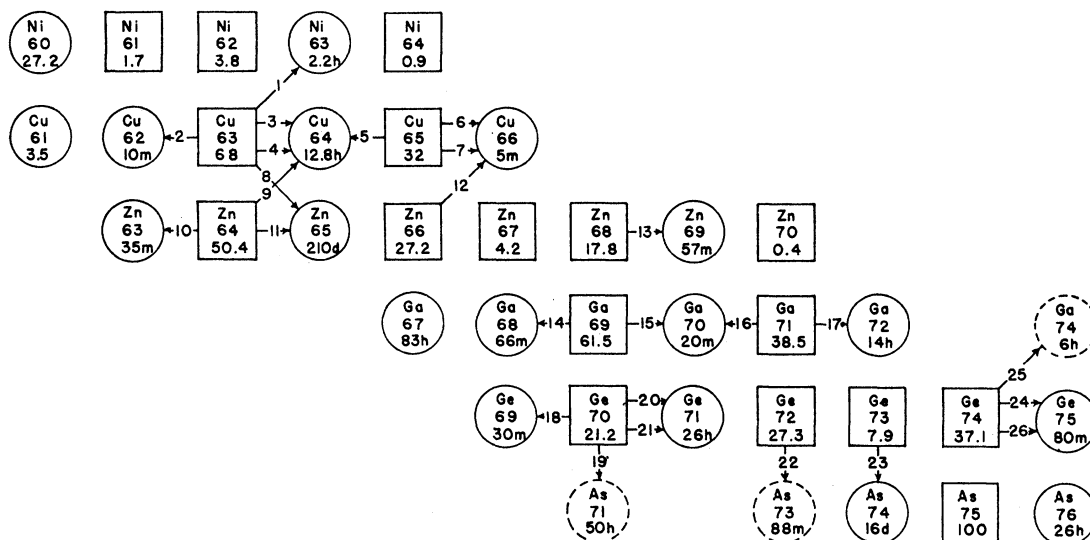 Ni Ni Ni Ni Ni
60 61 62 63 64
27.2 1.7 3.8 2.2h 0.9
1
Cu Cu Cu Cu Cu Cu
3 6
61 62 2 63 64 5 65 66
4 7
3.5 10m 68 12.8h 32 5m
8
9 12
Zn Zn Zn Zn Zn Zn Zn Zn
63 10 64 11 65 66 67 68 13 69 70
35m 50.4 210d 27.2 4.2 17.8 57m 0.4
Ga Ga Ga Ga Ga Ga Ga
67 68 14 69 15 70 16 71 17 72 74
83h 66m 61.5 20m 38.5 14h 6h
25
Ge Ge Ge Ge Ge Ge Ge
20 24
69 18 70 71 72 73 74 75
21 26
30m 21.2 26h 27.3 7.9 37.1 80m
19 22 23
As As As As As
71 73 74 75 76
50h 88m 16d 100 26h